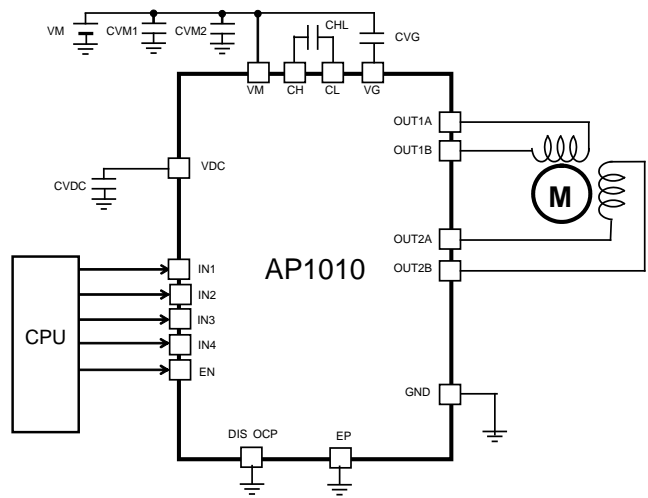 VM
CVM1
CVM2
CHL
CVG
VM
CH
CL
VG
OUT1A
OUT1B
VDC
CVDC
M
OUT2A
OUT2B
AP1010
CPU
IN1
IN2
IN3
IN4
EN
GND
DIS OCP
EP